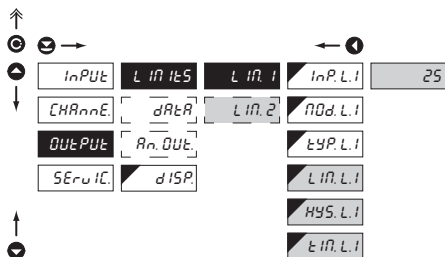 InPUt LIMItS LIM. 1 InP. L.1 25
CHAnnE. dAtA LIM. 2 MOd. L.1
OUtPUt An. OUt. tYP. L.1
SErvIC. dISP. LIM. L.1
HYS. L.1
tIM. L.1